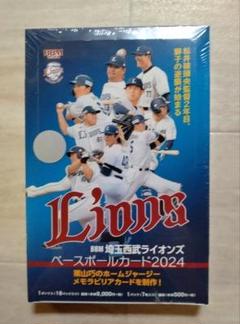 BBM
松井稼頭央監督2年目、
獅子の逆襲が始まる
Lions
BBM 埼玉西武ライオンズ
ベースボールカード2024
栗山巧のホームジャージー
メモラビリアカードを制作!